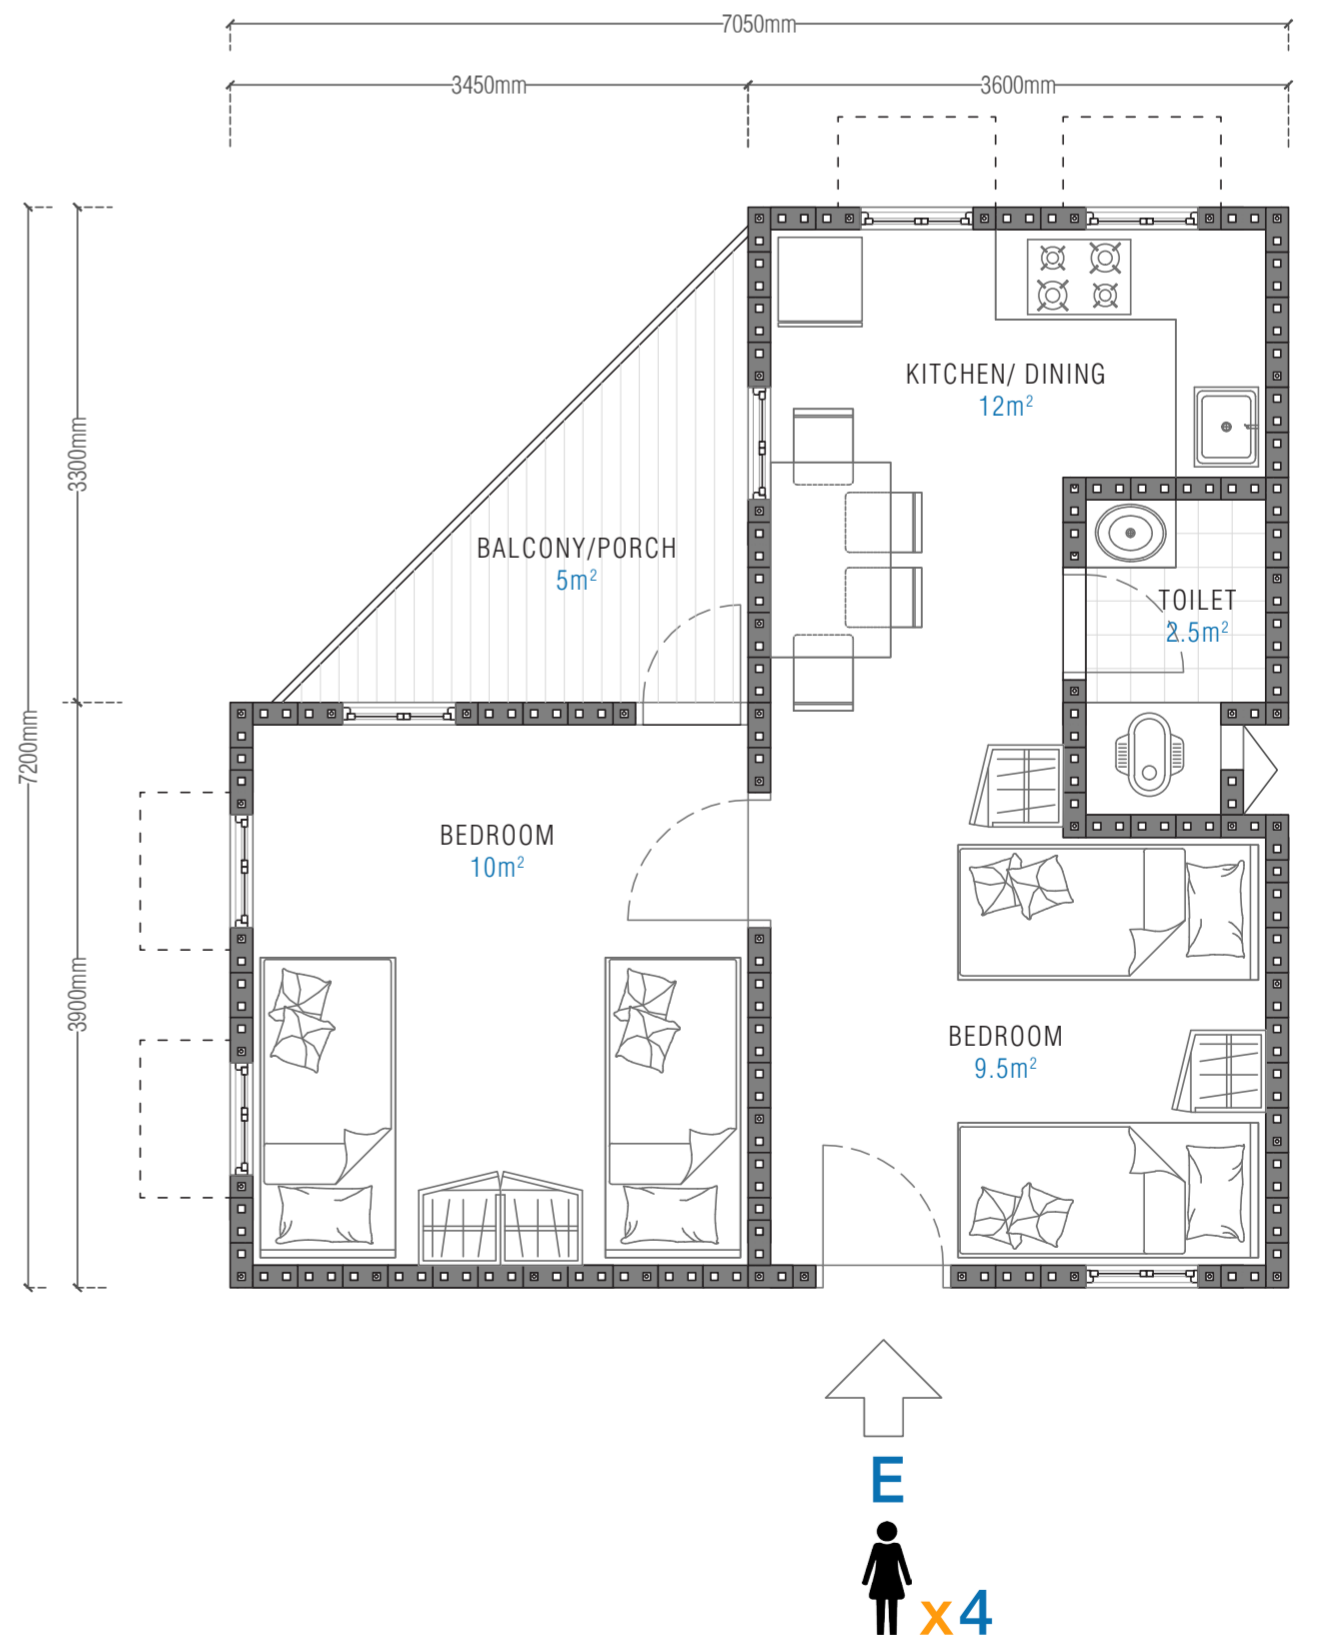 7050mm
3450mm
3600mm
KITCHEN/ DINING
12m²
3300mm
BALCONY/PORCH
5m²
TOILET
2.5m²
7200mm
BEDROOM
10m²
3900mm
BEDROOM
9.5m²
E
x4